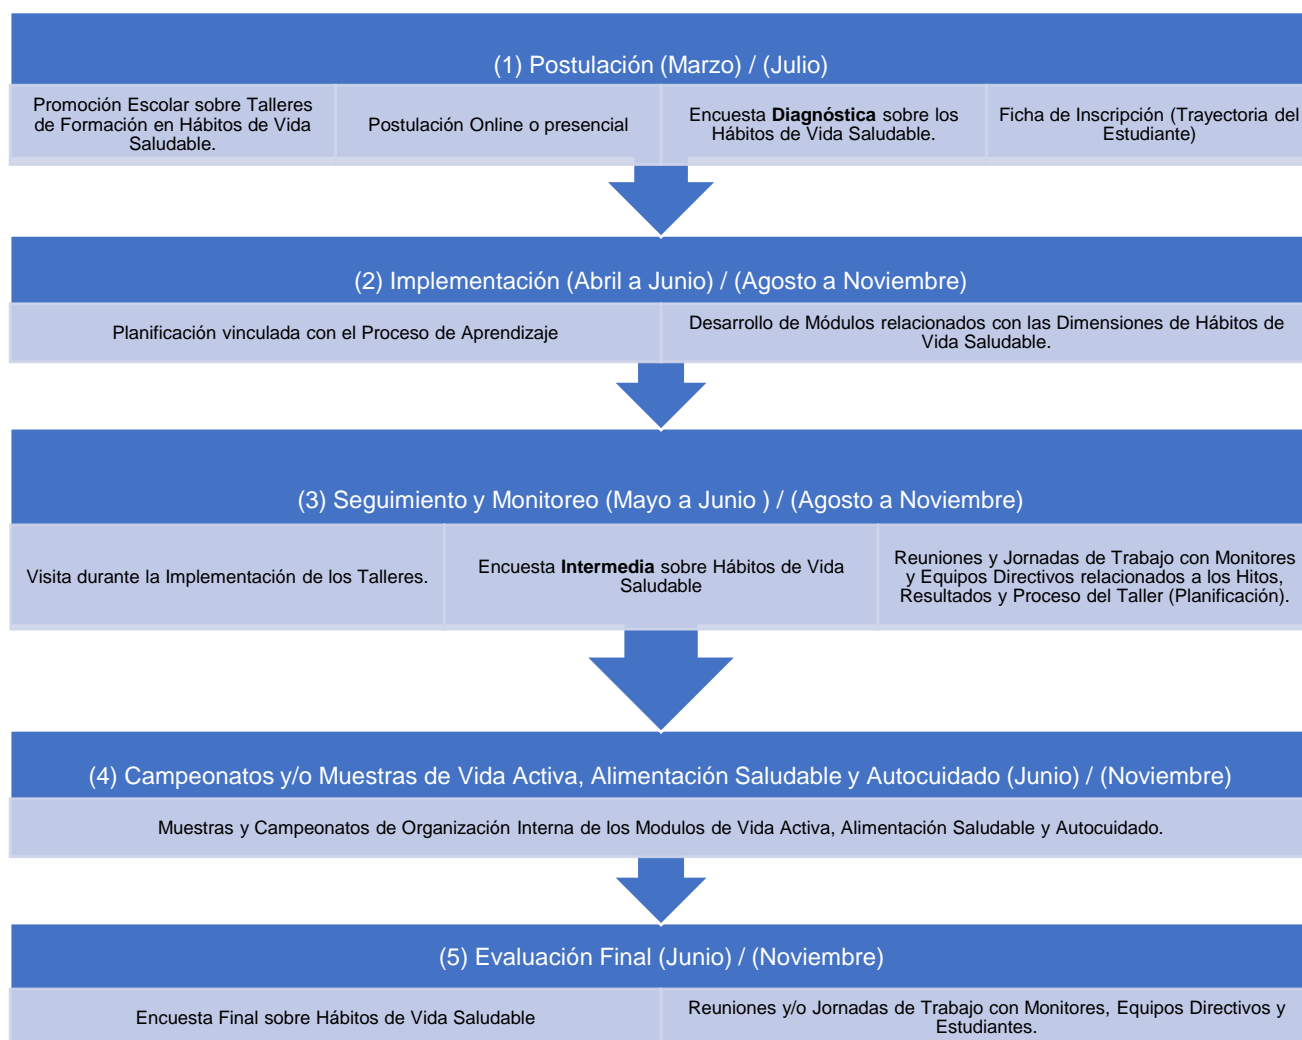 (1) Postulación (Marzo) / (Julio)
Promoción Escolar sobre Talleres
de Formación en Hábitos de Vida
Saludable.
Postulación Online o presencial
Encuesta Diagnóstica sobre los
Hábitos de Vida Saludable.
Ficha de Inscripción (Trayectoria del
Estudiante)
(2) Implementación (Abril a Junio) / (Agosto a Noviembre)
Planificación vinculada con el Proceso de Aprendizaje
Desarrollo de Módulos relacionados con las Dimensiones de Hábitos de
Vida Saludable.
(3) Seguimiento y Monitoreo (Mayo a Junio ) / (Agosto a Noviembre)
Visita durante la Implementación de los Talleres.
Encuesta Intermedia sobre Hábitos de Vida
Saludable
Reuniones y Jornadas de Trabajo con Monitores
y Equipos Directivos relacionados a los Hitos,
Resultados y Proceso del Taller (Planificación).
(4) Campeonatos y/o Muestras de Vida Activa, Alimentación Saludable y Autocuidado (Junio) / (Noviembre)
Muestras y Campeonatos de Organización Interna de los Modulos de Vida Activa, Alimentación Saludable y Autocuidado.
(5) Evaluación Final (Junio) / (Noviembre)
Encuesta Final sobre Hábitos de Vida Saludable
Reuniones y/o Jornadas de Trabajo con Monitores, Equipos Directivos y
Estudiantes.